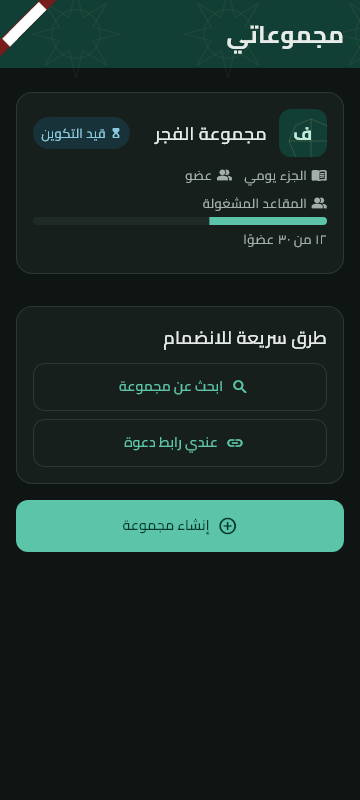 مجموعاتي
ف
مجموعة الفجر
قيد التكوين
الجزء يومي
عضو
المقاعد المشغولة
١٢ من ٣٠ عضوًا
طرق سريعة للانضمام
ابحث عن مجموعة
عندي رابط دعوة
إنشاء مجموعة